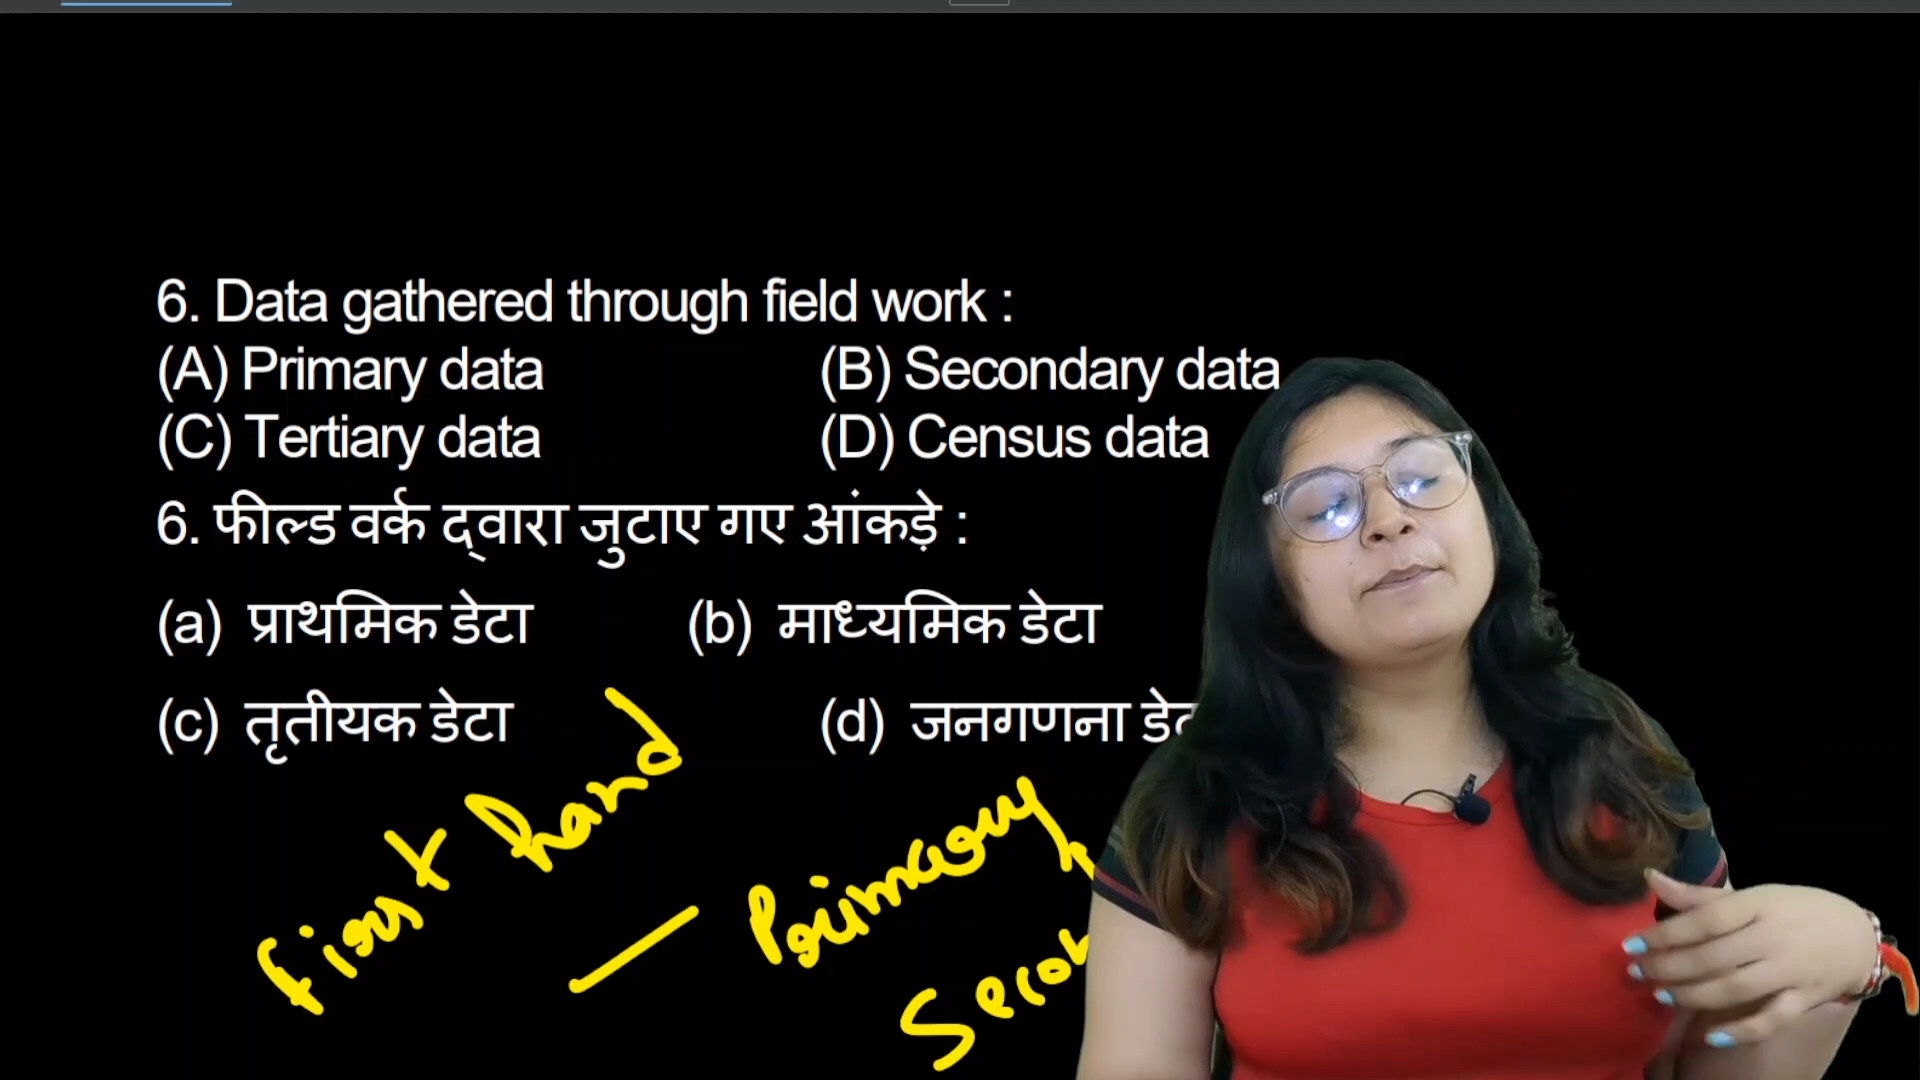 6. Data gathered through field work :
(A) Primary data (B) Secondary data
(C) Tertiary data (D) Census data
6. फील्ड वर्क द्वारा जुटाए गए आंकड़े :
(a) प्राथमिक डेटा (b) माध्यमिक डेटा
(c) तृतीयक डेटा (d) जनगणना
first hand — Primary